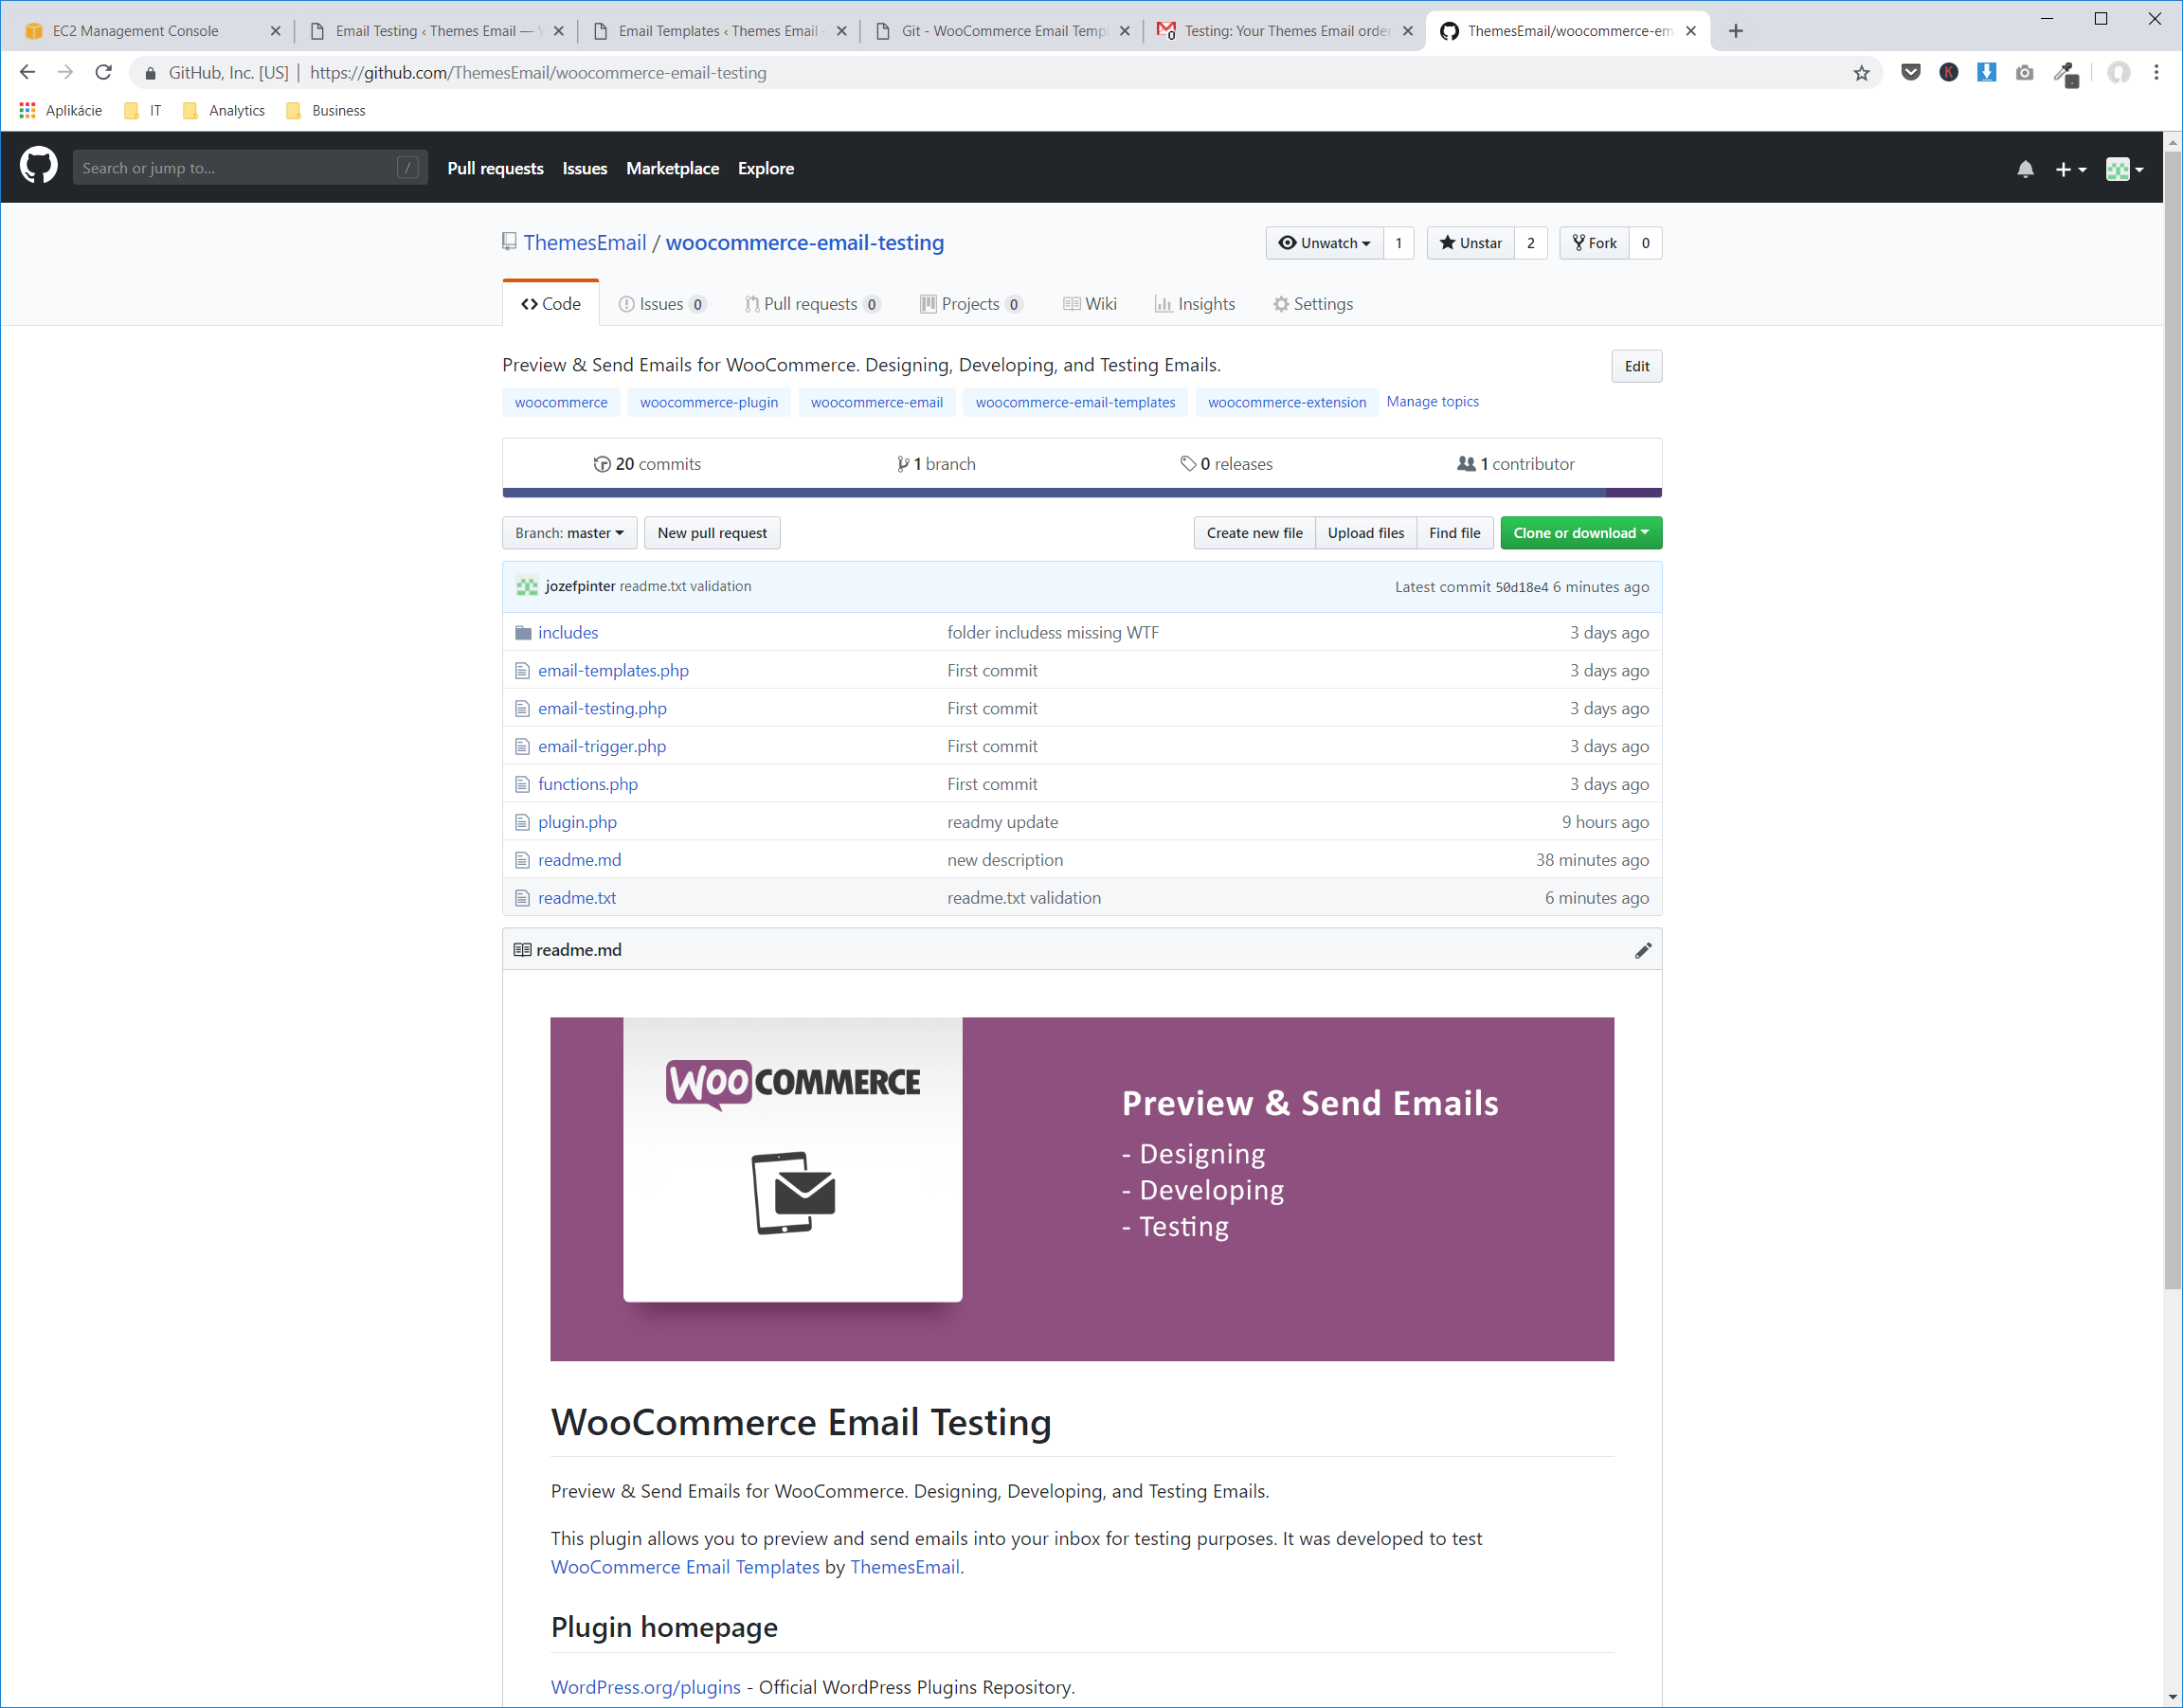 EC2 Management Console
Email Testing ‹ Themes Email —
Email Templates ‹ Themes Email
Git - WooCommerce Email Temp
Testing: Your Themes Email order
ThemesEmail/woocommerce-em
GitHub, Inc. [US] | https://github.com/ThemesEmail/woocommerce-email-testing
Aplikácie IT Analytics Business
Search or jump to... / Pull requests Issues Marketplace Explore
ThemesEmail / woocommerce-email-testing Unwatch 1 Unstar 2 Fork 0
Code Issues 0 Pull requests 0 Projects 0 Wiki Insights Settings
Preview & Send Emails for WooCommerce. Designing, Developing, and Testing Emails. Edit
woocommerce woocommerce-plugin woocommerce-email woocommerce-email-templates woocommerce-extension Manage topics
20 commits 1 branch 0 releases 1 contributor
Branch: master New pull request Create new file Upload files Find file Clone or download
jozefpinter readme.txt validation Latest commit 50d18e4 6 minutes ago
includes folder includess missing WTF 3 days ago
email-templates.php First commit 3 days ago
email-testing.php First commit 3 days ago
email-trigger.php First commit 3 days ago
functions.php First commit 3 days ago
plugin.php readmy update 9 hours ago
readme.md new description 38 minutes ago
readme.txt readme.txt validation 6 minutes ago
readme.md
WOOCOMMERCE
Preview & Send Emails
- Designing
- Developing
- Testing
WooCommerce Email Testing
Preview & Send Emails for WooCommerce. Designing, Developing, and Testing Emails.
This plugin allows you to preview and send emails into your inbox for testing purposes. It was developed to test
WooCommerce Email Templates by ThemesEmail.
Plugin homepage
WordPress.org/plugins - Official WordPress Plugins Repository.